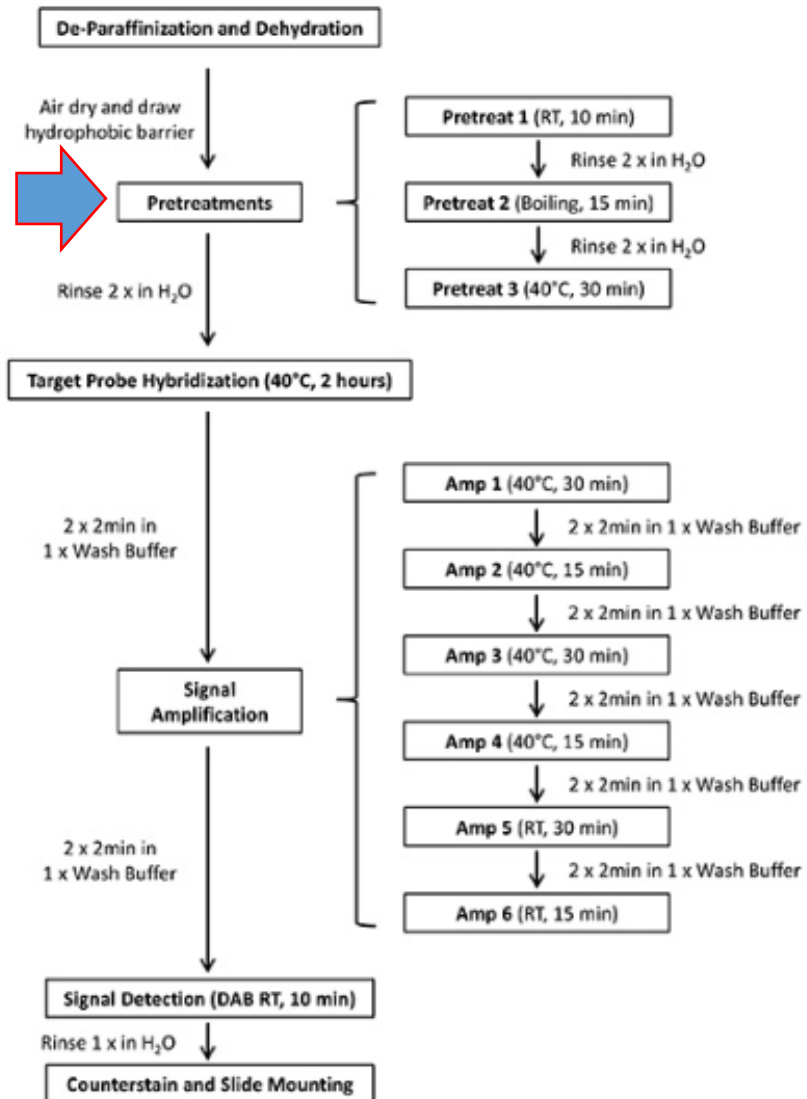 De-Paraffinization and Dehydration
Air dry and draw
hydrophobic barrier
Pretreatments
Pretreat 1 (RT, 10 min)
Rinse 2 x in H₂O
Pretreat 2 (Boiling, 15 min)
Rinse 2 x in H₂O
Pretreat 3 (40°C, 30 min)
Rinse 2 x in H₂O
Target Probe Hybridization (40°C, 2 hours)
2 x 2min in
1 x Wash Buffer
Signal
Amplification
Amp 1 (40°C, 30 min)
2 x 2min in 1 x Wash Buffer
Amp 2 (40°C, 15 min)
2 x 2min in 1 x Wash Buffer
Amp 3 (40°C, 30 min)
2 x 2min in 1 x Wash Buffer
Amp 4 (40°C, 15 min)
2 x 2min in 1 x Wash Buffer
Amp 5 (RT, 30 min)
2 x 2min in 1 x Wash Buffer
Amp 6 (RT, 15 min)
2 x 2min in
1 x Wash Buffer
Signal Detection (DAB RT, 10 min)
Rinse 1 x in H₂O
Counterstain and Slide Mounting